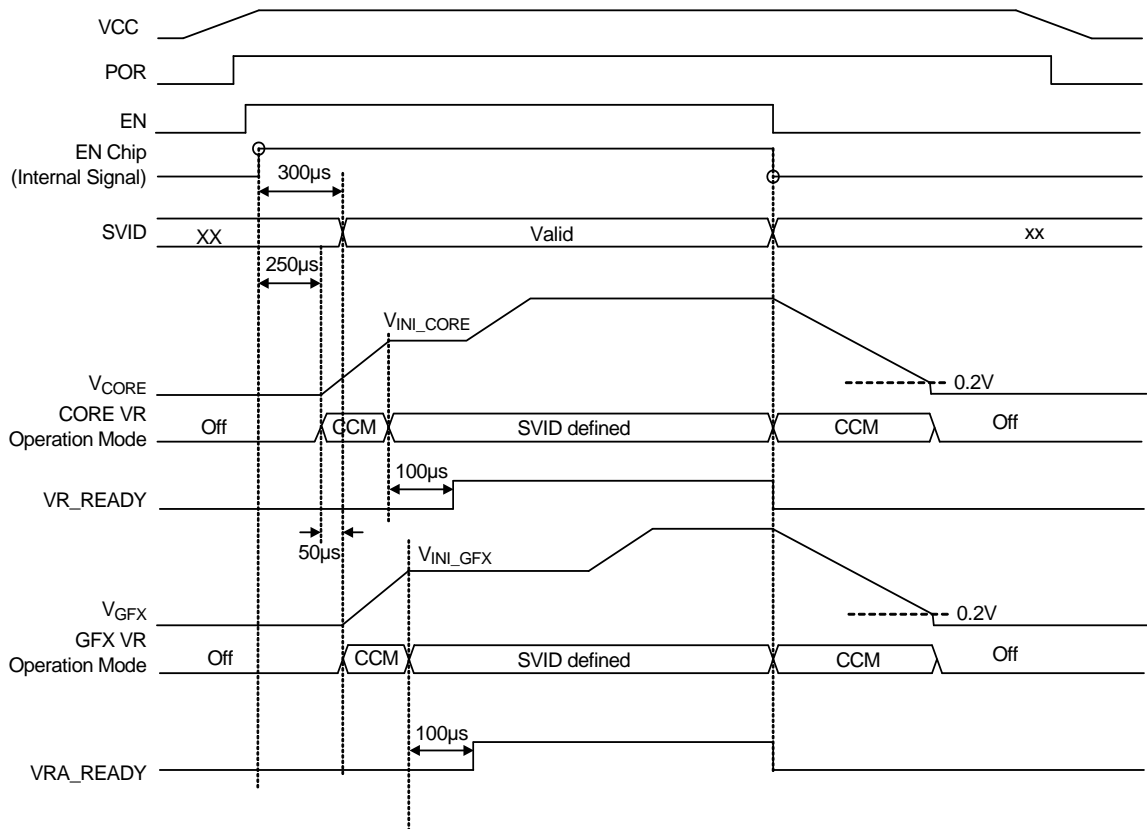 VCC
POR
EN
EN Chip
(Internal Signal)
300μs
SVID
XX
Valid
xx
250μs
VINI_CORE
VCORE
0.2V
CORE VR
Operation Mode
Off
CCM
SVID defined
CCM
Off
100μs
VR_READY
50μs
VINI_GFX
VGFX
0.2V
GFX VR
Operation Mode
Off
CCM
SVID defined
CCM
Off
100μs
VRA_READY